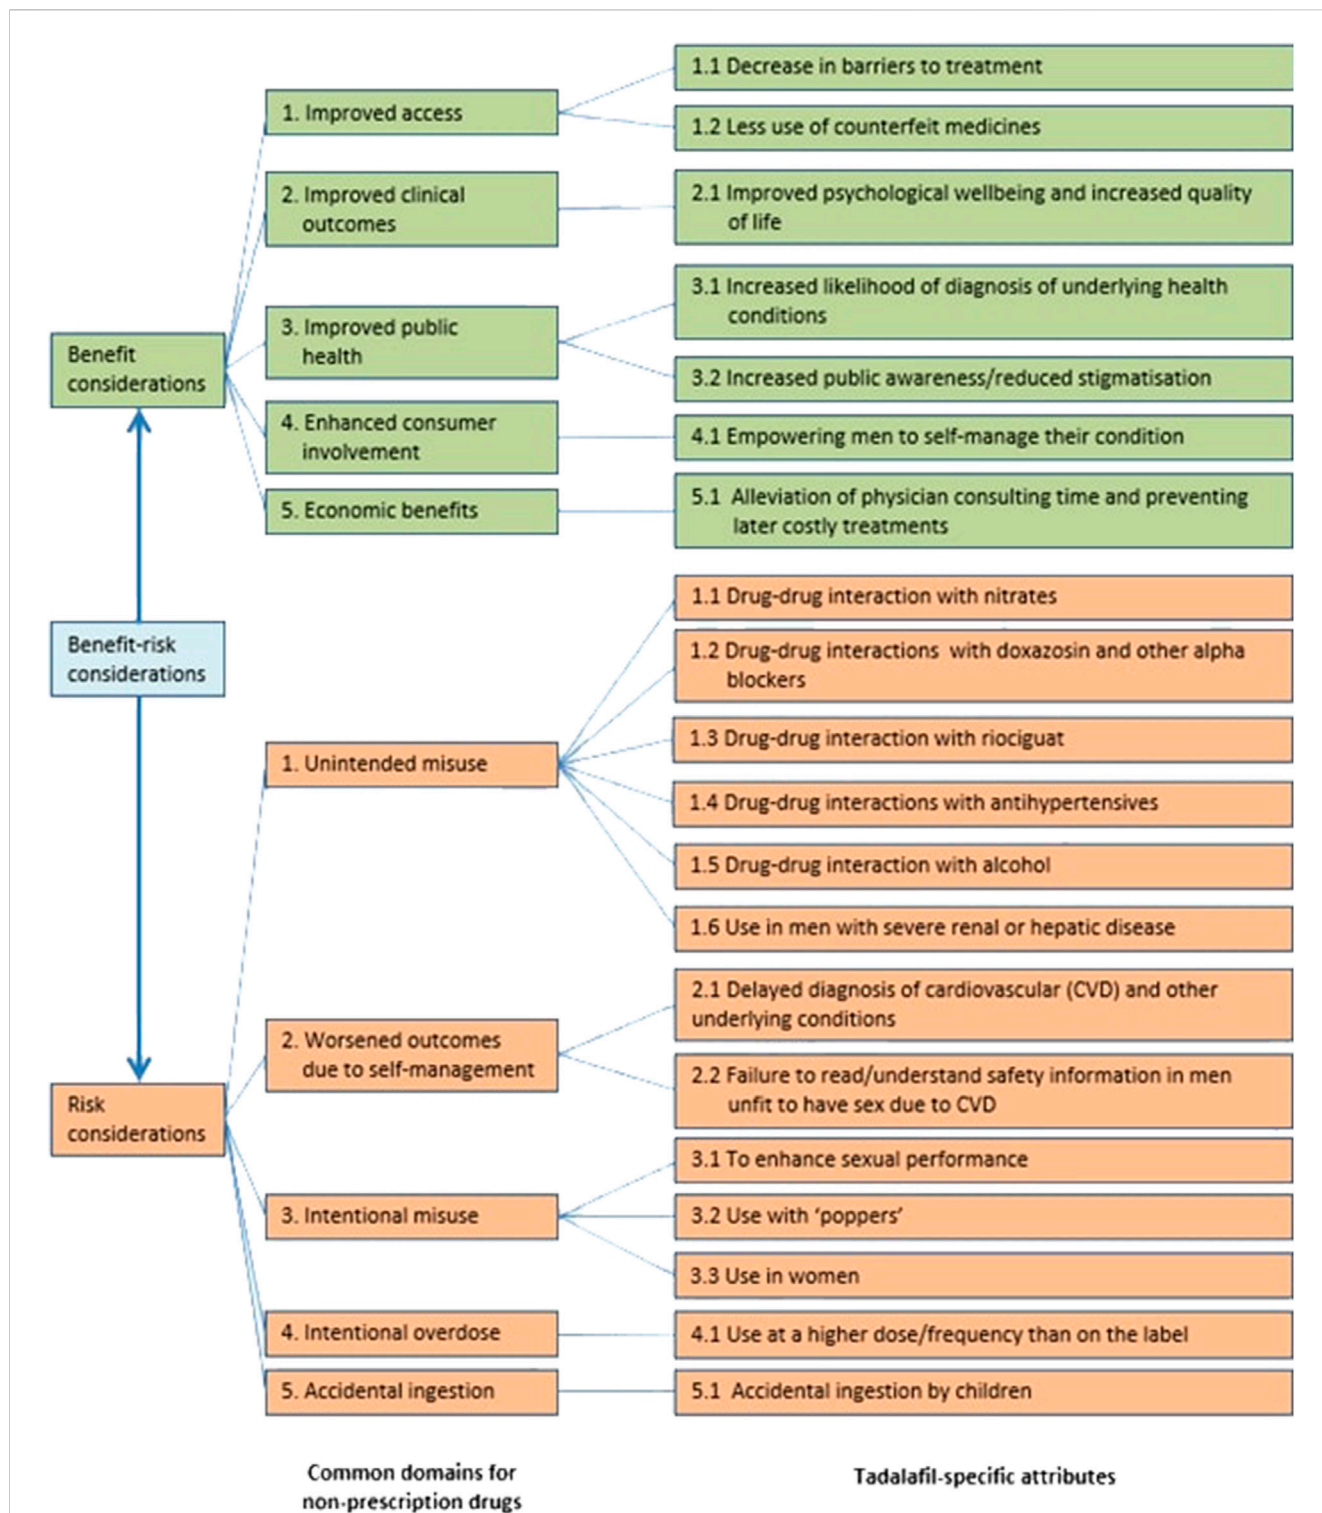 1.1 Decrease in barriers to treatment
1. Improved access
1.2 Less use of counterfeit medicines
2. Improved clinical
outcomes
2.1 Improved psychological wellbeing and increased quality
of life
3.1 Increased likelihood of diagnosis of underlying health
conditions
3. Improved public
health
Benefit
considerations
3.2 Increased public awareness/reduced stigmatisation
4. Enhanced consumer
involvement
4.1 Empowering men to self-manage their condition
5. Economic benefits
5.1 Alleviation of physician consulting time and preventing
later costly treatments
1.1 Drug-drug interaction with nitrates
Benefit-risk
considerations
1.2 Drug-drug interactions with doxazosin and other alpha
blockers
1.3 Drug-drug interaction with riociguat
1. Unintended misuse
1.4 Drug-drug interactions with antihypertensives
1.5 Drug-drug interaction with alcohol
1.6 Use in men with severe renal or hepatic disease
2.1 Delayed diagnosis of cardiovascular (CVD) and other
underlying conditions
2. Worsened outcomes
due to self-management
2.2 Failure to read/understand safety information in men
unfit to have sex due to CVD
Risk
considerations
3.1 To enhance sexual performance
3. Intentional misuse
3.2 Use with ‘poppers’
3.3 Use in women
4. Intentional overdose
4.1 Use at a higher dose/frequency than on the label
5. Accidental ingestion
5.1 Accidental ingestion by children
Common domains for
non-prescription drugs
Tadalafil-specific attributes